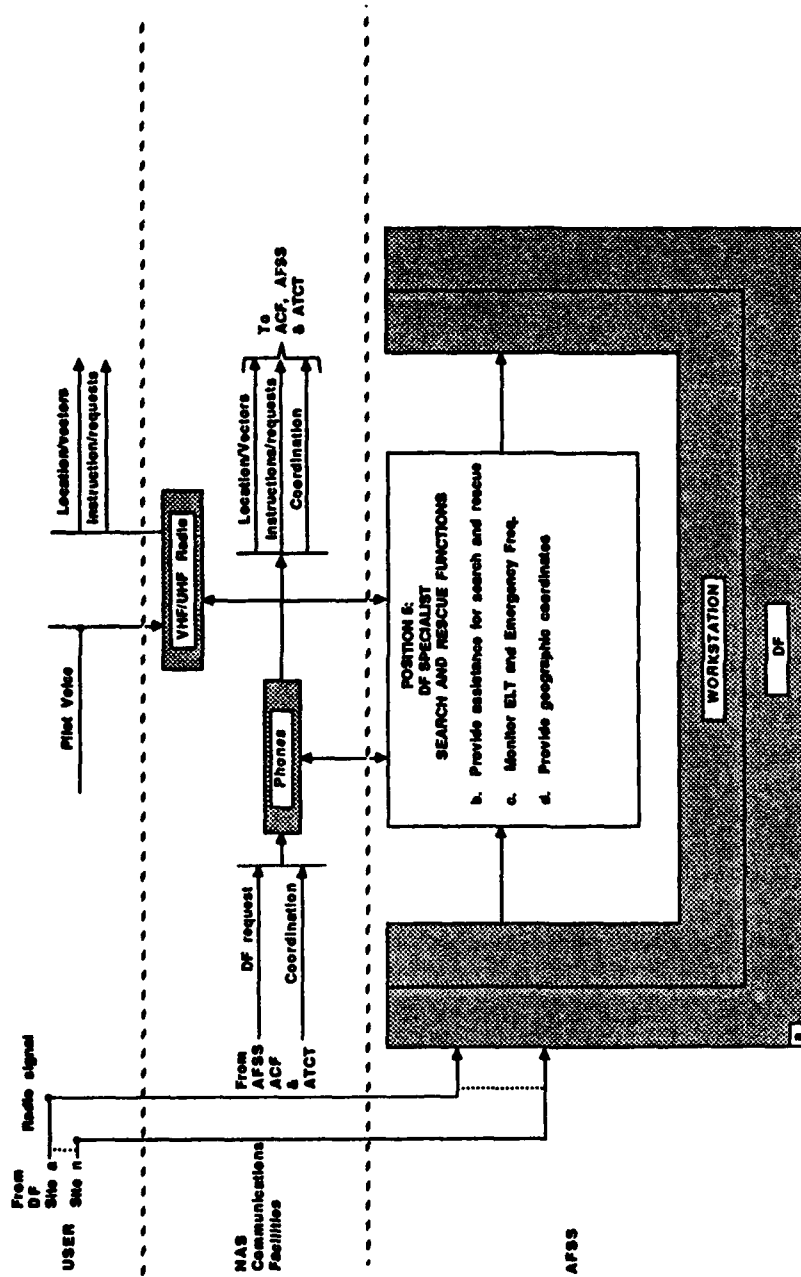 From
DF
Site a
Site n
Radio signal
USER
Pilot Voice
Location/vectors
Instruction/requests
VHF/UHF Radio
NAS
Communications
Facilities
From
AFSS
ACF
&
ATCT
DF request
Coordination
Phones
Location/Vectors
Instructions/requests
Coordination
To
ACF, AFSS
& ATCT
AFSS
POSITION 5:
DF SPECIALIST
SEARCH AND RESCUE FUNCTIONS
b. Provide assistance for search and rescue
c. Monitor ELT and Emergency Freq.
d. Provide geographic coordinates
WORKSTATION
DF
a